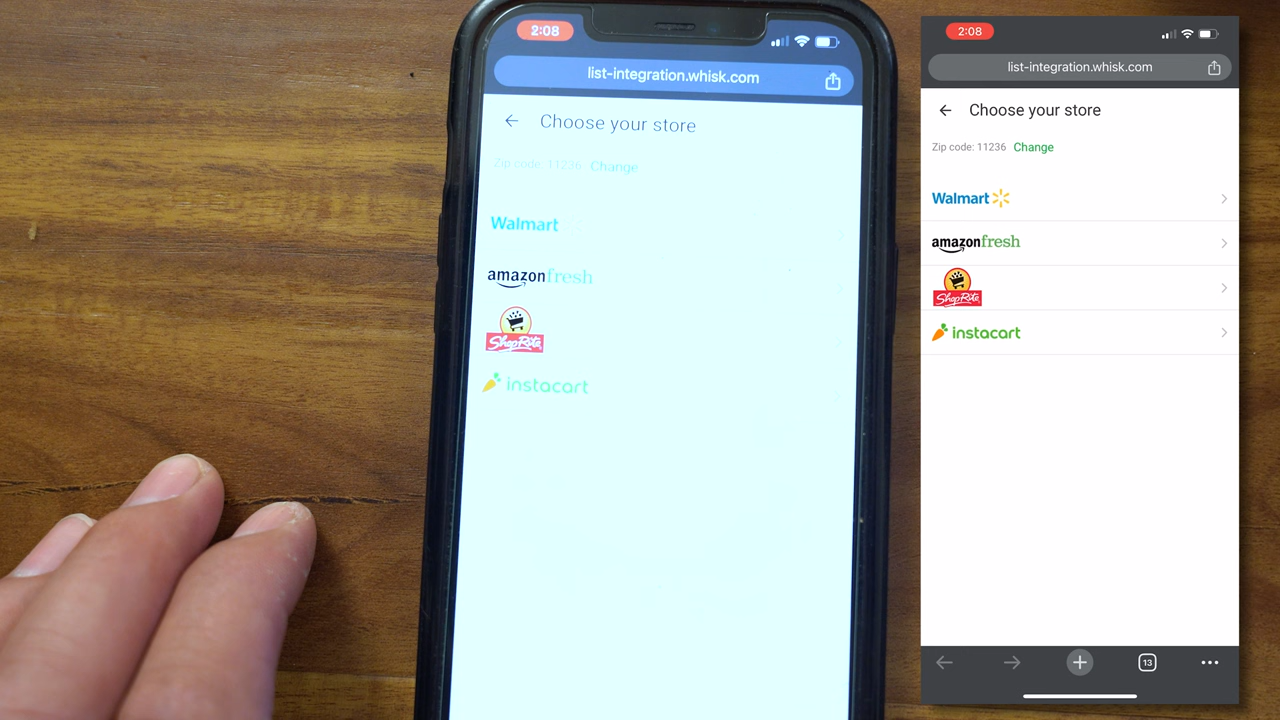 2:08
list-integration.whisk.com
Choose your store
Zip code: 11236 Change
Walmart
amazonfresh
ShopRite
instacart
2:08
list-integration.whisk.com
Choose your store
Zip code: 11236 Change
Walmart
amazonfresh
ShopRite
instacart
13